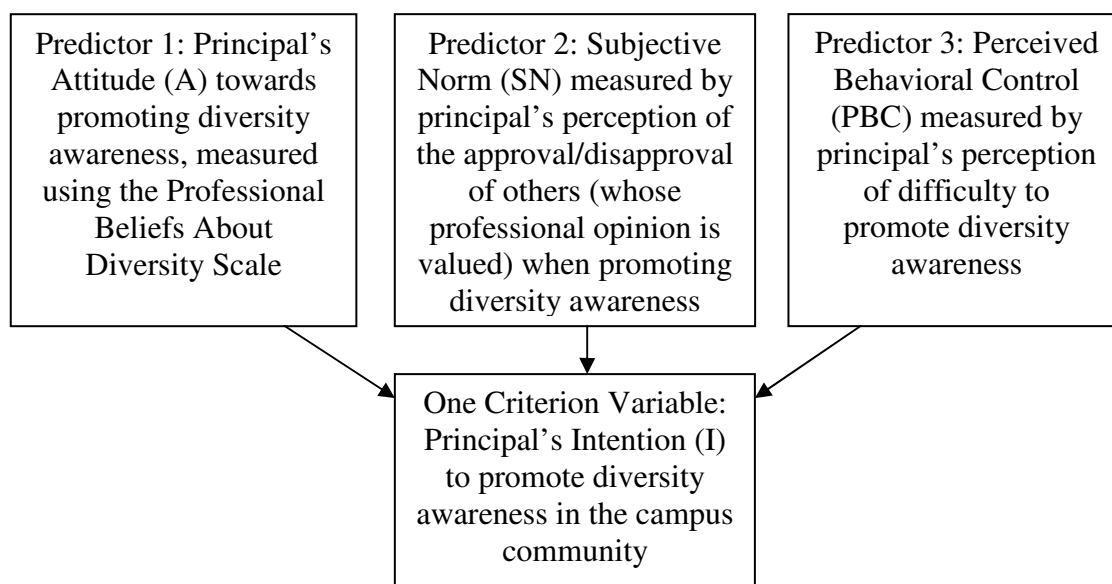 Predictor 1: Principal’s
Attitude (A) towards
promoting diversity
awareness, measured
using the Professional
Beliefs About
Diversity Scale
Predictor 2: Subjective
Norm (SN) measured by
principal’s perception of
the approval/disapproval
of others (whose
professional opinion is
valued) when promoting
diversity awareness
Predictor 3: Perceived
Behavioral Control
(PBC) measured by
principal’s perception
of difficulty to
promote diversity
awareness
One Criterion Variable:
Principal’s Intention (I)
to promote diversity
awareness in the campus
community